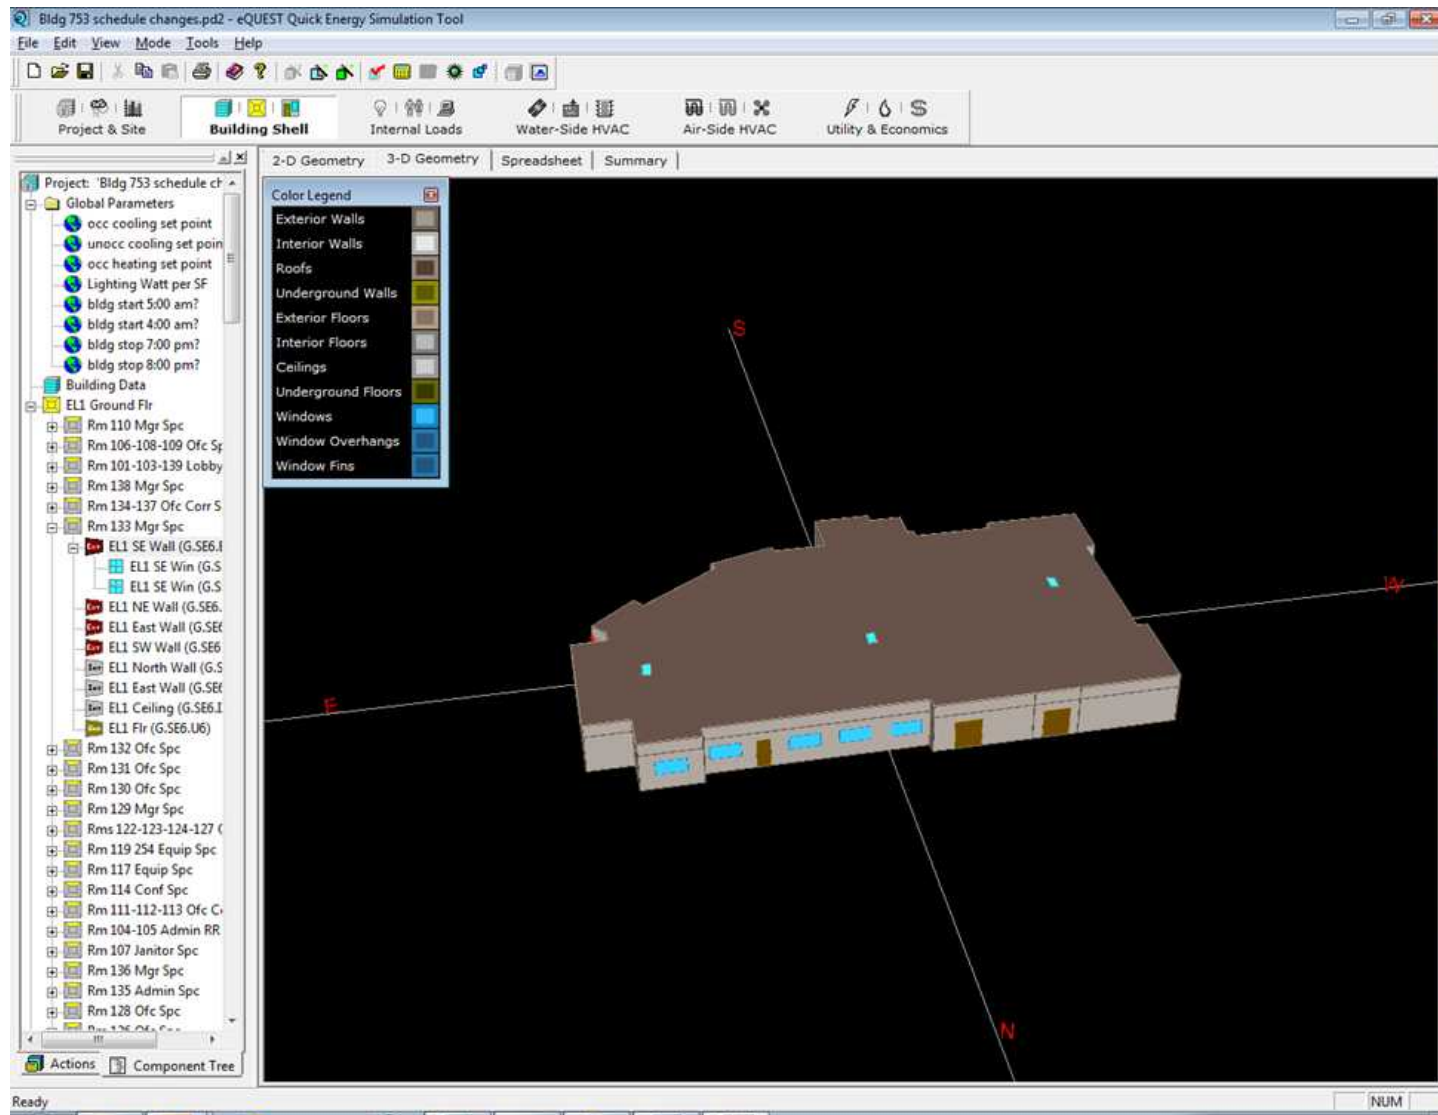 Bldg 753 schedule changes.pd2 - eQUEST Quick Energy Simulation Tool
File Edit View Mode Tools Help
Project & Site Building Shell Internal Loads Water-Side HVAC Air-Side HVAC Utility & Economics
2-D Geometry 3-D Geometry Spreadsheet Summary
Project: 'Bldg 753 schedule ch
Global Parameters
occ cooling set point
unocc cooling set poin
occ heating set point
Lighting Watt per SF
bldg start 5:00 am?
bldg start 4:00 am?
bldg stop 7:00 pm?
bldg stop 8:00 pm?
Building Data
EL1 Ground Flr
Rm 110 Mgr Spc
Rm 106-108-109 Ofc Sp
Rm 101-103-139 Lobby
Rm 138 Mgr Spc
Rm 134-137 Ofc Corr S
Rm 133 Mgr Spc
EL1 SE Wall (G.SE6.E
EL1 SE Win (G.S
EL1 SE Win (G.S
EL1 NE Wall (G.SE6.
EL1 East Wall (G.SE6
EL1 SW Wall (G.SE6
EL1 North Wall (G.S
EL1 East Wall (G.SE6
EL1 Ceiling (G.SE6.I
EL1 Flr (G.SE6.U6)
Rm 132 Ofc Spc
Rm 131 Ofc Spc
Rm 130 Ofc Spc
Rm 129 Mgr Spc
Rms 122-123-124-127
Rm 119 254 Equip Spc
Rm 117 Equip Spc
Rm 114 Conf Spc
Rm 111-112-113 Ofc
Rm 104-105 Admin RR
Rm 107 Janitor Spc
Rm 136 Mgr Spc
Rm 135 Admin Spc
Rm 128 Ofc Spc
Actions Component Tree
Color Legend
Exterior Walls
Interior Walls
Roofs
Underground Walls
Exterior Floors
Interior Floors
Ceilings
Underground Floors
Windows
Window Overhangs
Window Fins
S
W
E
N
Ready NUM